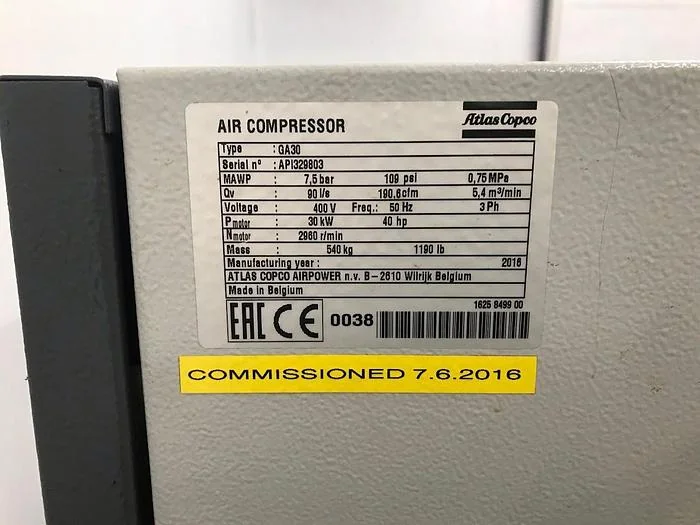 AIR COMPRESSOR Atlas Copco
Type : GA30
Serial nº : API329803
MAWP : 7,5 bar 109 psi 0,75 MPa
Qv : 90 l/s 190,6cfm 5,4 m³/min
Voltage : 400 V Freq.: 50 Hz 3 Ph
Pmotor : 30 kW 40 hp
Nmotor : 2960 r/min
Mass : 540 kg 1190 lb
Manufacturing year : 2016
ATLAS COPCO AIRPOWER n.v. B-2610 Wilrijk Belgium
Made in Belgium
1625 8499 00
EAC CE 0038
COMMISSIONED 7.6.2016